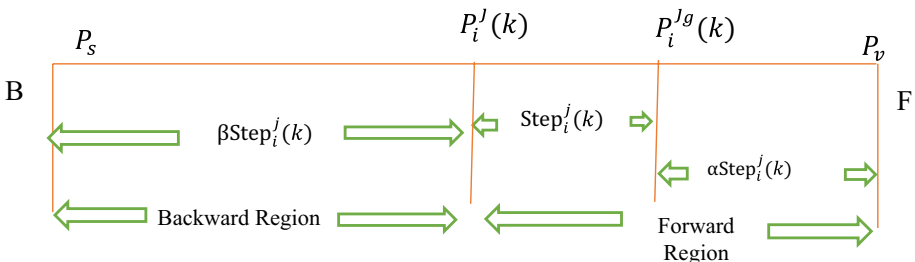 P_s P_i^J(k) P_i^{Jg}(k) P_v
B F
βStep_i^j(k) Step_i^j(k)
αStep_i^j(k)
Backward Region Forward
Region